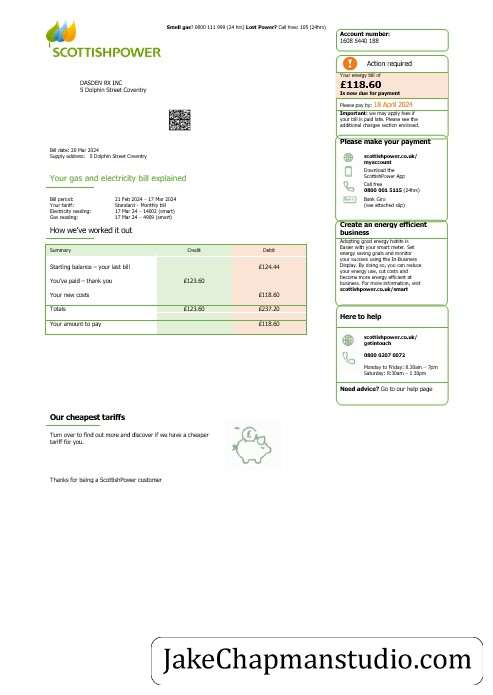 Smell gas? 0800 111 999 (24 hrs) Lost Power? Call free: 105 (24hrs)
SCOTTISHPOWER
DASDEN RX INC
5 Dolphin Street Coventry
Bill date: 20 Mar 2024
Supply address: 5 Dolphin Street Coventry
Your gas and electricity bill explained
Bill period: 21 Feb 2024 – 17 Mar 2024
Your tariff: Standard - Monthly bill
Electricity reading: 17 Mar 24 – 14002 (smart)
Gas reading: 17 Mar 24 – 4909 (smart)
How we've worked it out
Summary Credit Debit
Starting balance – your last bill £124.44
You've paid – thank you £123.60
Your new costs £118.60
Totals £123.60 £237.20
Your amount to pay £118.60
Our cheapest tariffs
Turn over to find out more and discover if we have a cheaper
tariff for you.
Thanks for being a ScottishPower customer
Account number:
1608 5440 188
Action required
Your energy bill of
£118.60
Is now due for payment
Please pay by: 18 April 2024
Important: we may apply fees if
your bill is paid late. Please see the
additional charges section enclosed.
Please make your payment
scottishpower.co.uk/
myaccount
Download the
ScottishPower App
Call free
0800 001 5115 (24hrs)
Bank Giro
(see attached slip)
Create an energy efficient
business
Adopting good energy habits is
Easier with your smart meter. Set
energy saving goals and monitor
your success using the In-Business
Display. By doing so, you can reduce
your energy use, cut costs and
become more energy efficient at
business. For more information, visit
scottishpower.co.uk/smart
Here to help
scottishpower.co.uk/
getintouch
0800 0207 0072
Monday to Friday: 8.30am – 7pm
Saturday: 8:30am – 1:30pm
Need advice? Go to our help page
JakeChapmanstudio.com